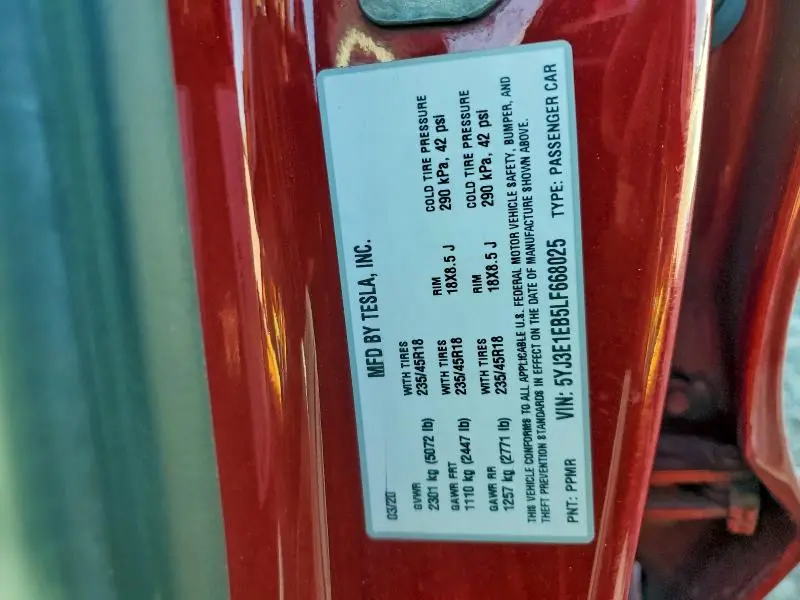 MFD BY TESLA, INC.
03/20
GVWR WITH TIRES RIM COLD TIRE PRESSURE
2301 kg (5072 lb) 235/45R18 18X8.5 J 290 kPa, 42 psi
GAWR FRT WITH TIRES RIM COLD TIRE PRESSURE
1110 kg (2447 lb) 235/45R18 18X8.5 J 290 kPa, 42 psi
GAWR RR WITH TIRES
1257 kg (2771 lb) 235/45R18
THIS VEHICLE CONFORMS TO ALL APPLICABLE U.S. FEDERAL MOTOR VEHICLE SAFETY, BUMPER, AND
THEFT PREVENTION STANDARDS IN EFFECT ON THE DATE OF MANUFACTURE SHOWN ABOVE.
PNT: PPMR VIN: 5YJ3E1EB5LF668025 TYPE: PASSENGER CAR